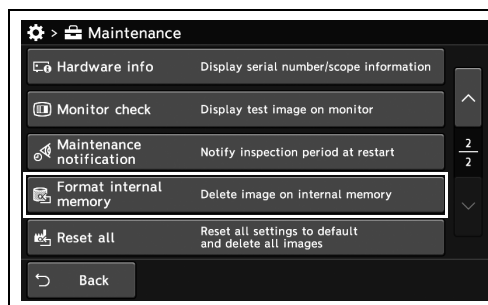 > Maintenance
Hardware info Display serial number/scope information
Monitor check Display test image on monitor
Maintenance
notification Notify inspection period at restart
2
2
Format internal
memory Delete image on internal memory
Reset all Reset all settings to default
and delete all images
Back